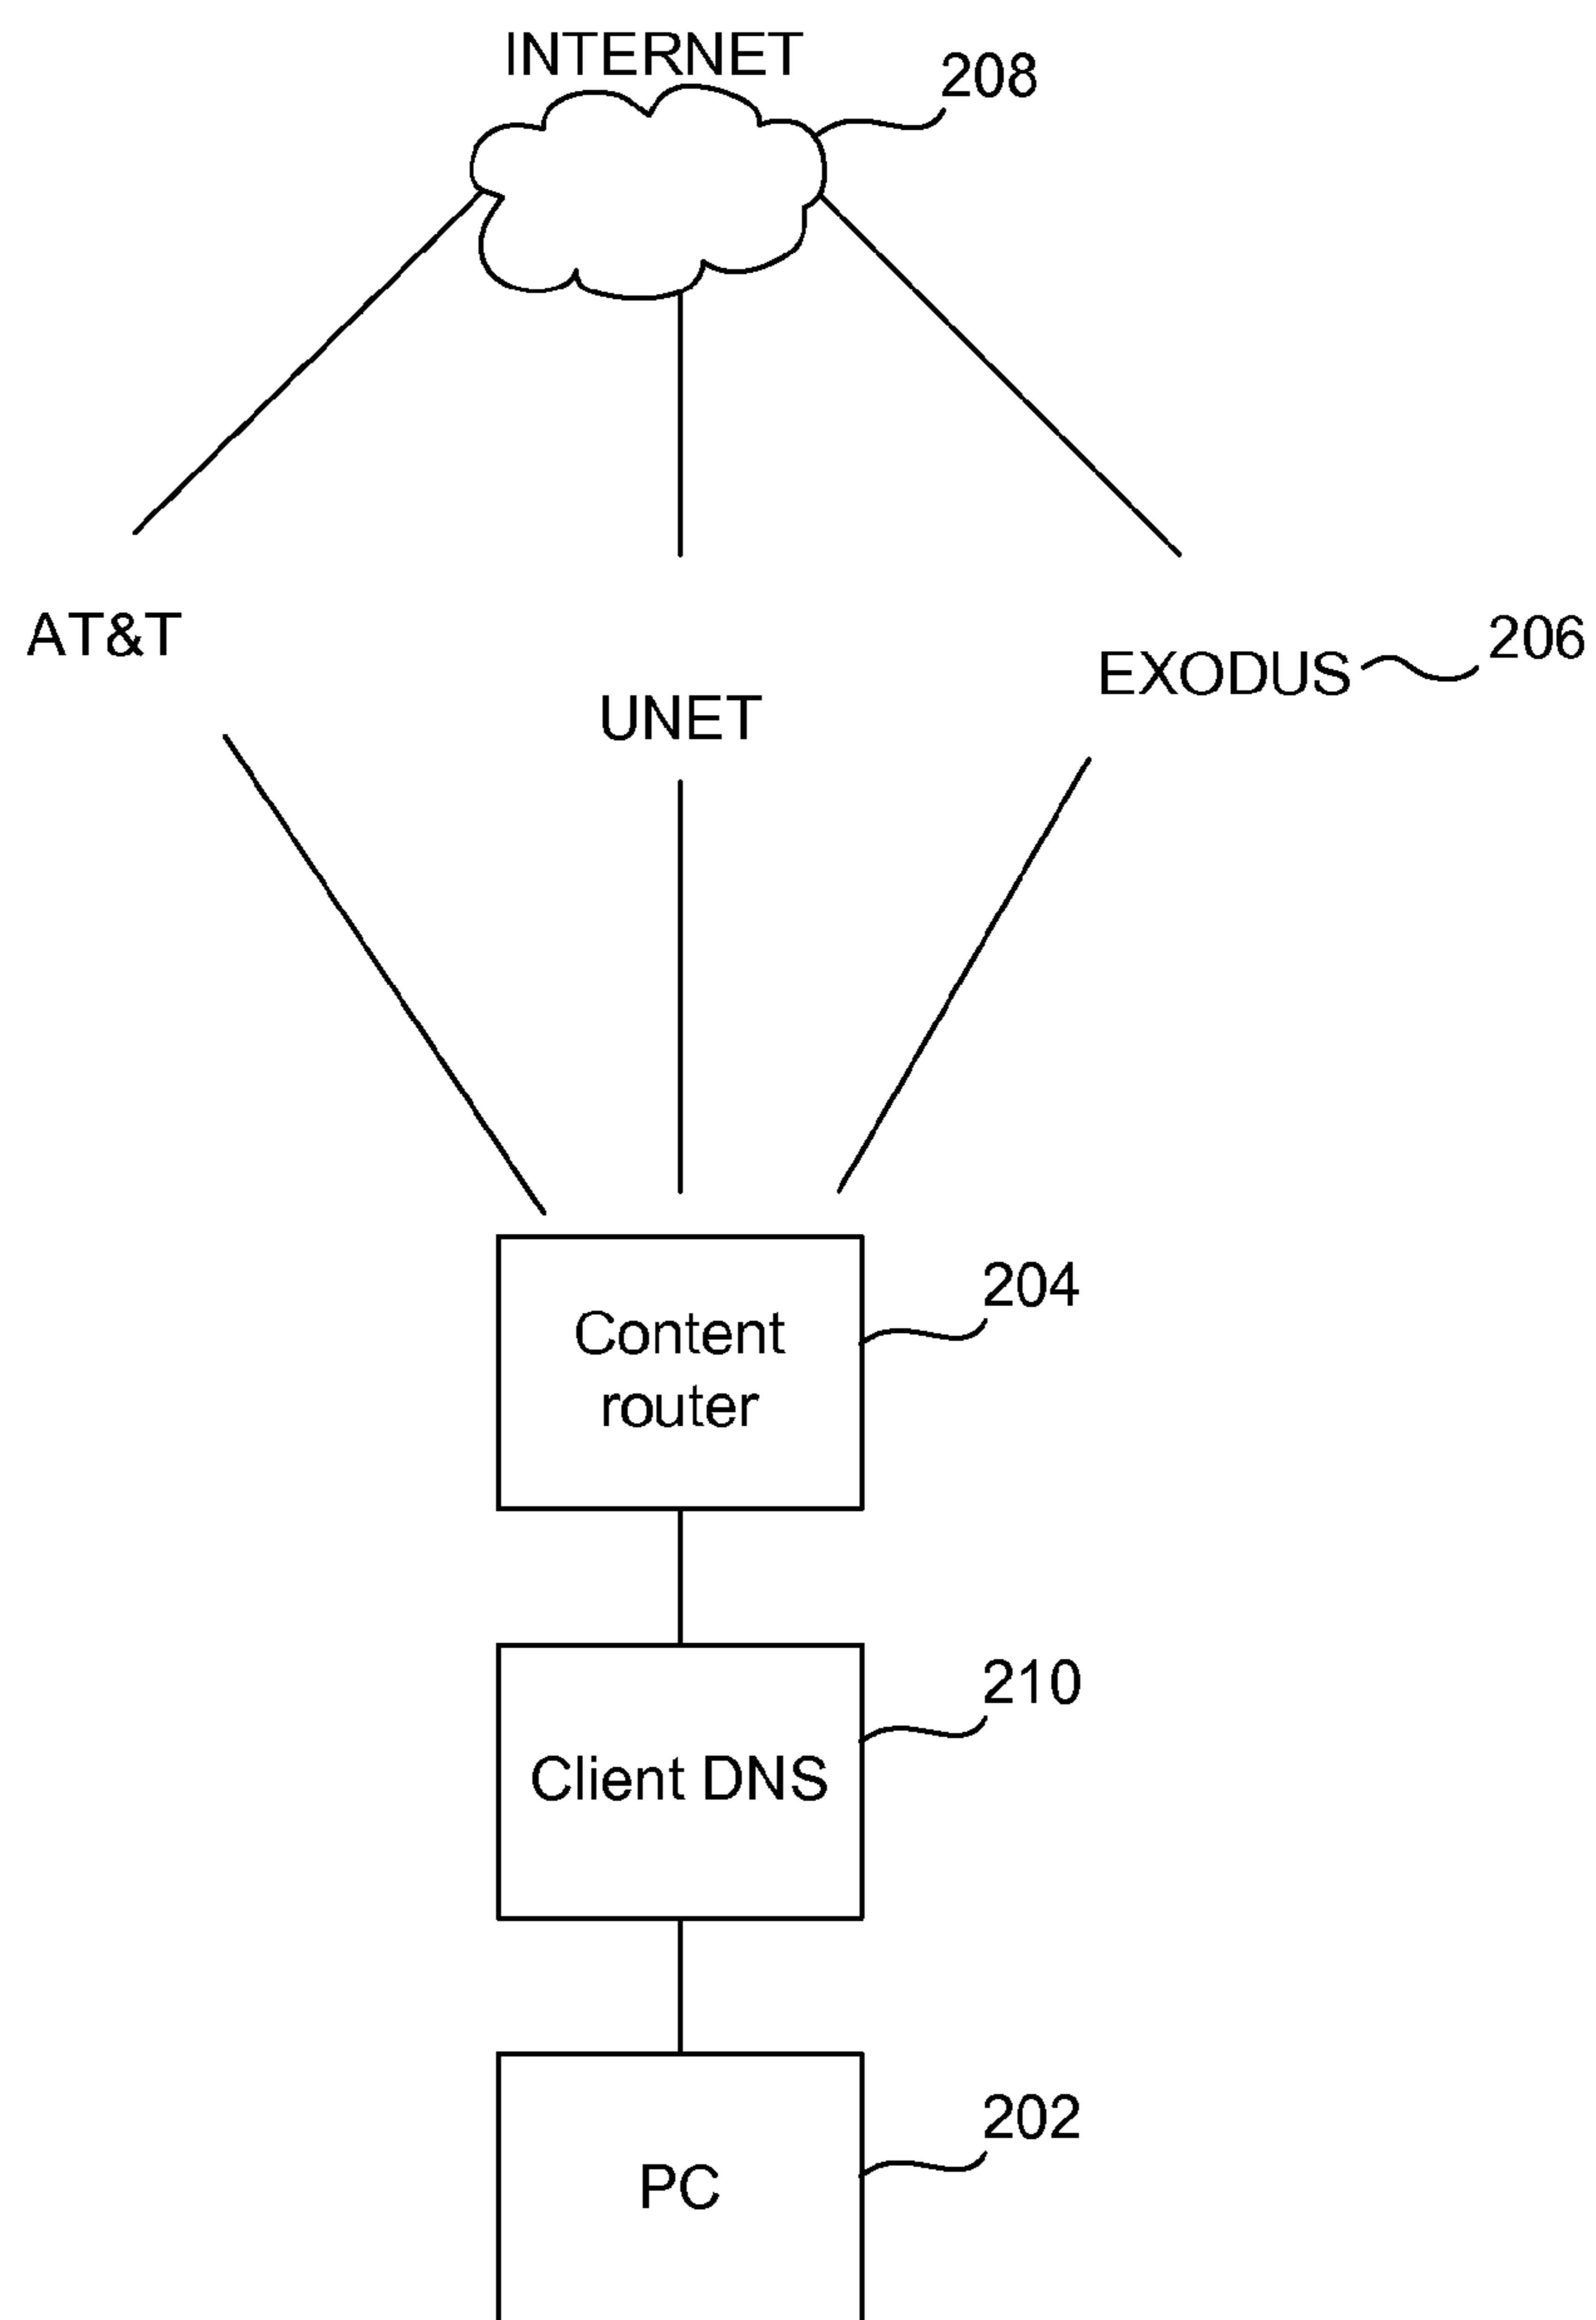 INTERNET
208
AT&T
206
EXODUS
UNET
204
Content
router
210
Client DNS
202
PC